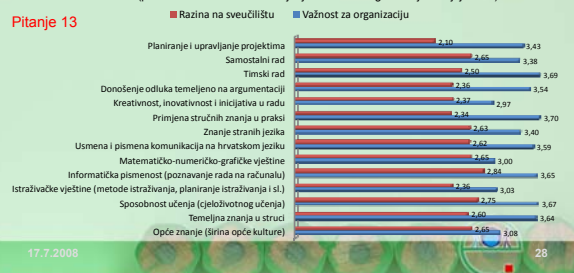 Pitanje 13
Razina na sveučilištu Važnost za organizaciju
Planiranje i upravljanje projektima 2,10 3,43
Samostalni rad 2,65 3,38
Timski rad 2,50 3,69
Donošenje odluka temeljeno na argumentaciji 2,36 3,54
Kreativnost, inovativnost i inicijativa u radu 2,37 2,97
Primjena stručnih znanja u praksi 2,34 3,70
Znanje stranih jezika 2,63 3,40
Usmena i pismena komunikacija na hrvatskom jeziku 2,62 3,59
Matematičko-numeričko-grafičke vještine 2,65 3,00
Informatička pismenost (poznavanje rada na računalu) 2,84 3,65
Istraživačke vještine (metode istraživanja, planiranje istraživanja i sl.) 2,36 3,03
Sposobnost učenja (cjeloživotnog učenja) 2,75 3,67
Temeljna znanja u struci 2,60 3,64
Opće znanje (širina opće kulture) 2,65 3,08
17.7.2008 28